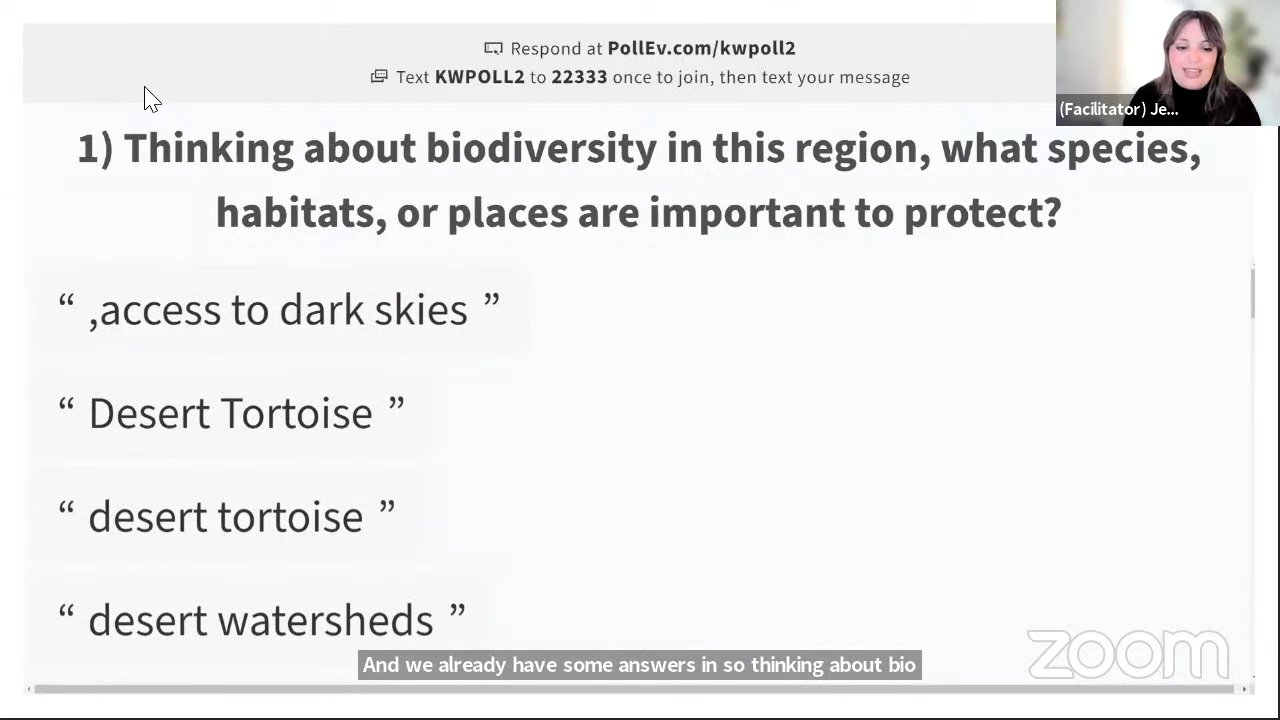 Respond at PollEv.com/kwpoll2
Text KWPOLL2 to 22333 once to join, then text your message
(Facilitator) Je...
1) Thinking about biodiversity in this region, what species,
habitats, or places are important to protect?
“ ,access to dark skies ”
“ Desert Tortoise ”
“ desert tortoise ”
“ desert watersheds ”
And we already have some answers in so thinking about bio
zoom